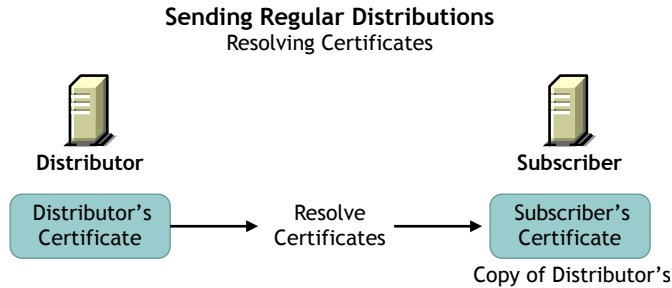 Sending Regular Distributions
Resolving Certificates
Distributor
Subscriber
Distributor’s
Certificate
Resolve
Certificates
Subscriber’s
Certificate
Copy of Distributor’s